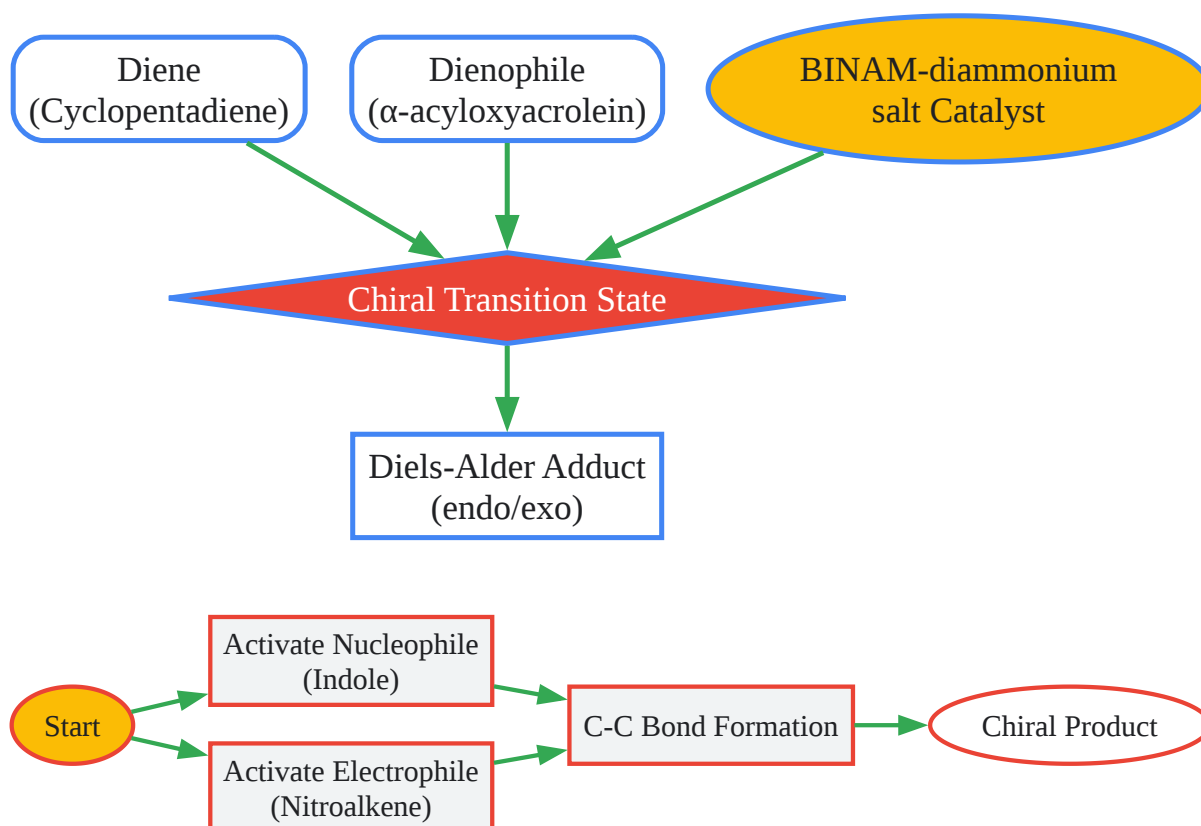 Diene
(Cyclopentadiene)
Dienophile
(α-acyloxyacrolein)
BINAM-diammonium
salt Catalyst
Chiral Transition State
Diels-Alder Adduct
(endo/exo)
Start
Activate Nucleophile
(Indole)
Activate Electrophile
(Nitroalkene)
C-C Bond Formation
Chiral Product